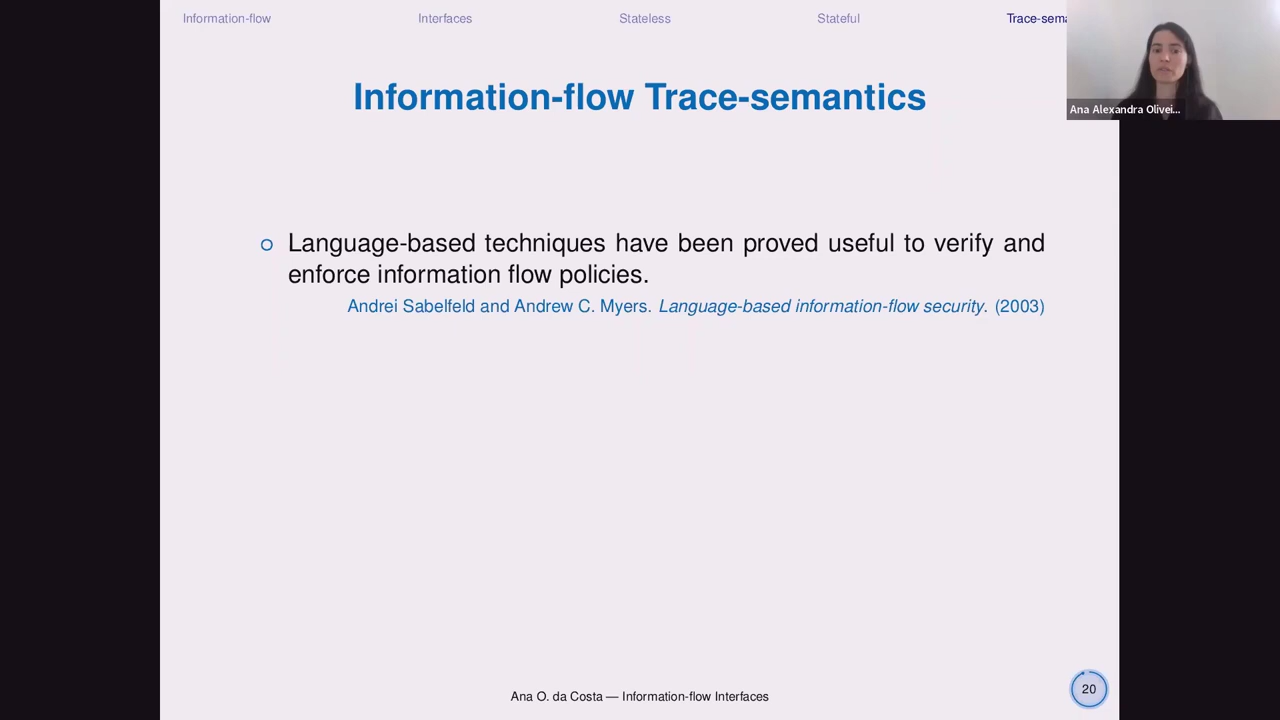 Information-flow Interfaces Stateless Stateful Trace-sema
Ana Alexandra Olivei...
Information-flow Trace-semantics
Language-based techniques have been proved useful to verify and
enforce information flow policies.
Andrei Sabelfeld and Andrew C. Myers. Language-based information-flow security. (2003)
Ana O. da Costa — Information-flow Interfaces
20